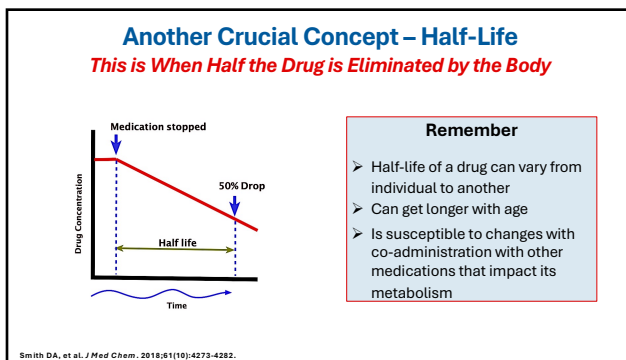 Another Crucial Concept – Half-Life
This is When Half the Drug is Eliminated by the Body
Medication stopped
50% Drop
Drug Concentration
Half life
Time
Remember
➢ Half-life of a drug can vary from
individual to another
➢ Can get longer with age
➢ Is susceptible to changes with
co-administration with other
medications that impact its
metabolism
Smith DA, et al. J Med Chem. 2018;61(10):4273-4282.